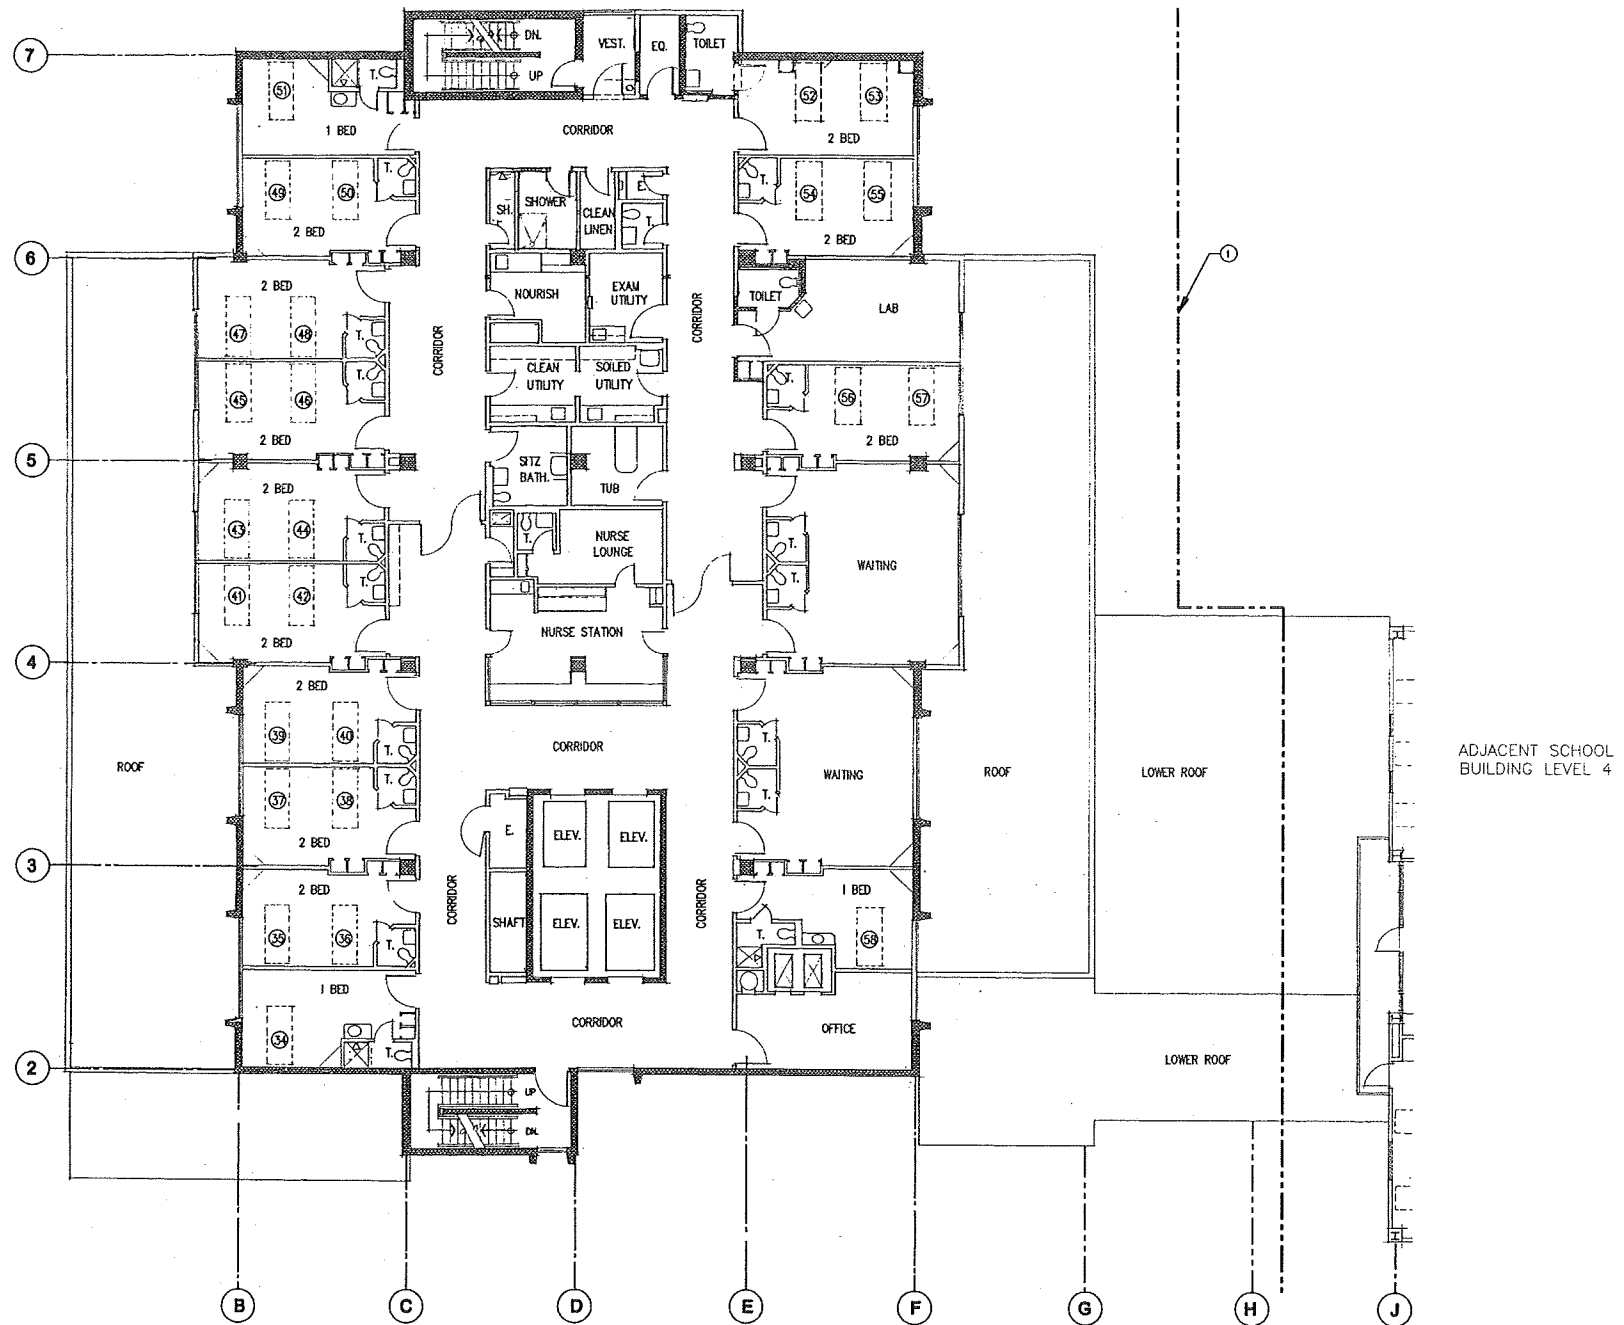 7
DN.
UP
VEST.
EQ.
TOILET
51
T.
1 BED
CORRIDOR
52
53
2 BED
49
50
T.
2 BED
SH.
SHOWER
CLEAN
LINEN
E.
T.
T.
54
55
2 BED
6
2 BED
47
48
T.
NOURISH
EXAM
UTILITY
TOILET
LAB
1
CORRIDOR
CORRIDOR
45
46
T.
2 BED
CLEAN
UTILITY
SOILED
UTILITY
T.
56
57
2 BED
5
2 BED
43
44
T.
SITZ
BATH.
TUB
T.
NURSE
LOUNGE
T.
T.
WAITING
41
42
T.
2 BED
NURSE STATION
4
2 BED
39
40
T.
CORRIDOR
ROOF
37
38
T.
2 BED
T.
T.
WAITING
ROOF
LOWER ROOF
ADJACENT SCHOOL
BUILDING LEVEL 4
3
E.
ELEV.
ELEV.
2 BED
35
36
T.
CORRIDOR
SHAFT
ELEV.
ELEV.
CORRIDOR
1 BED
T.
58
1 BED
34
T.
CORRIDOR
OFFICE
LOWER ROOF
2
UP
DN.
B
C
D
E
F
G
H
J